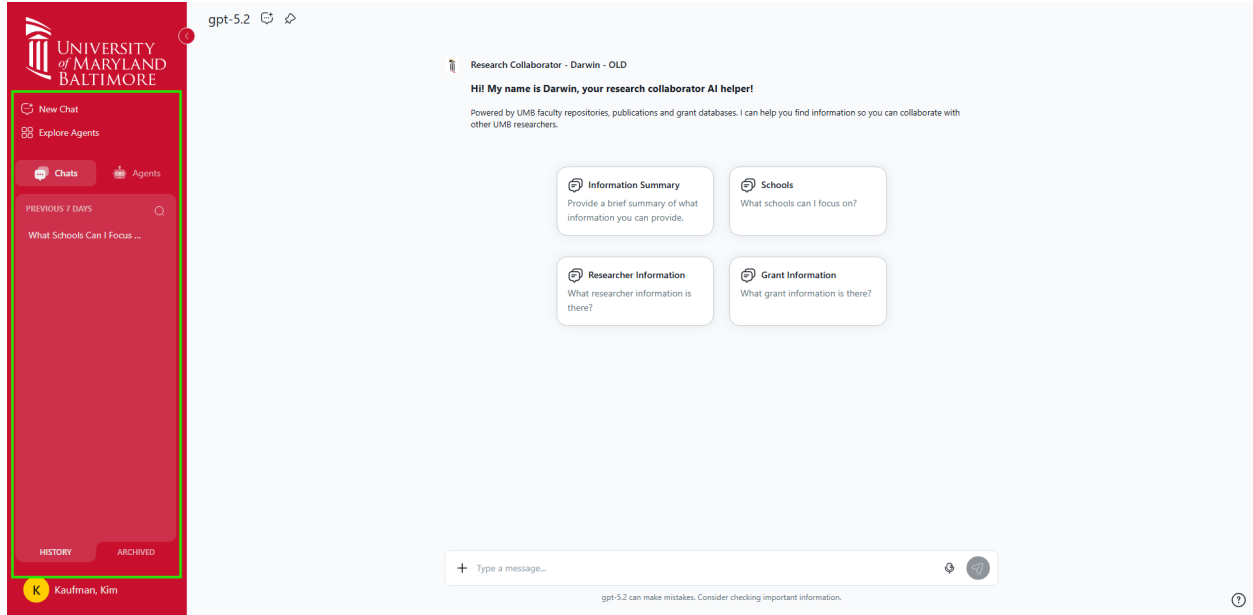 UNIVERSITY
of MARYLAND
BALTIMORE
New Chat
Explore Agents
Chats
Agents
PREVIOUS 7 DAYS
What Schools Can I Focus ...
HISTORY
ARCHIVED
K
Kaufman, Kim
gpt-5.2
Research Collaborator - Darwin - OLD
Hi! My name is Darwin, your research collaborator AI helper!
Powered by UMB faculty repositories, publications and grant databases. I can help you find information so you can collaborate with
other UMB researchers.
Information Summary
Provide a brief summary of what
information you can provide.
Schools
What schools can I focus on?
Researcher Information
What researcher information is
there?
Grant Information
What grant information is there?
Type a message...
gpt-5.2 can make mistakes. Consider checking important information.